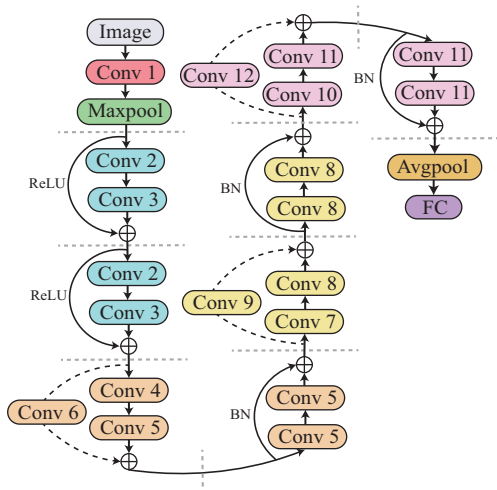 Image
Conv 1
Maxpool
Conv 2
ReLU
Conv 3
Conv 2
ReLU
Conv 3
Conv 4
Conv 6
Conv 5
Conv 5
BN
Conv 5
Conv 8
Conv 9
Conv 7
Conv 8
BN
Conv 8
Conv 11
Conv 12
Conv 10
Conv 11
BN
Conv 11
Avgpool
FC